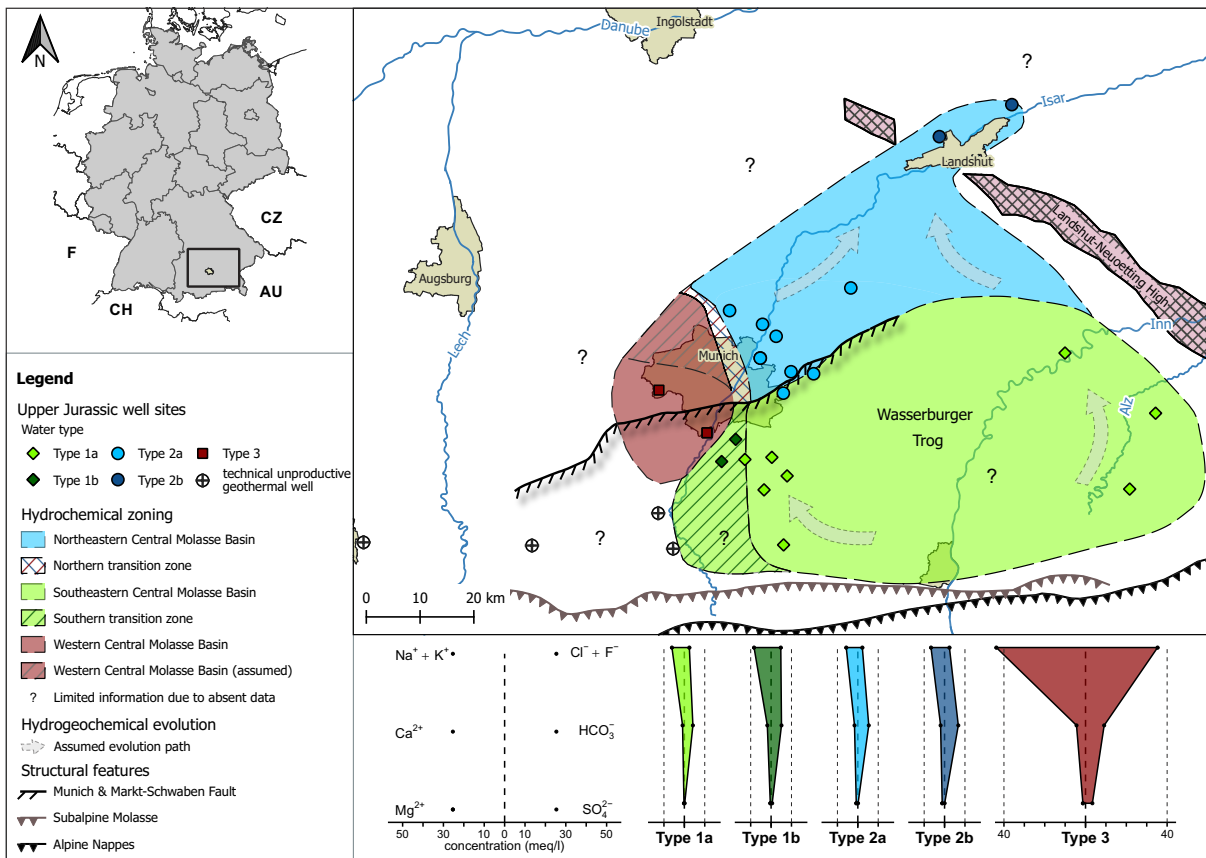 N
CZ
F
AU
CH
Legend
Upper Jurassic well sites
Water type
Type 1a
Type 2a
Type 3
Type 1b
Type 2b
technical unproductive
geothermal well
Hydrochemical zoning
Northeastern Central Molasse Basin
Northern transition zone
Southeastern Central Molasse Basin
Southern transition zone
Western Central Molasse Basin
Western Central Molasse Basin (assumed)
? Limited information due to absent data
Hydrogeochemical evolution
Assumed evolution path
Structural features
Munich & Markt-Schwaben Fault
Subalpine Molasse
Alpine Nappes
Danube
Ingolstadt
?
Isar
?
Landshut
Landshut-Neuoetting High
Augsburg
Lech
Inn
Munich
?
Alz
Wasserburger
Trog
?
?
?
0 10 20 km
Na⁺ + K⁺
Cl⁻ + F⁻
Ca²⁺
HCO₃⁻
Mg²⁺
SO₄²⁻
50 25 0 25 50
concentration (meq/l)
Type 1a
Type 1b
Type 2a
Type 2b
40 40
Type 3